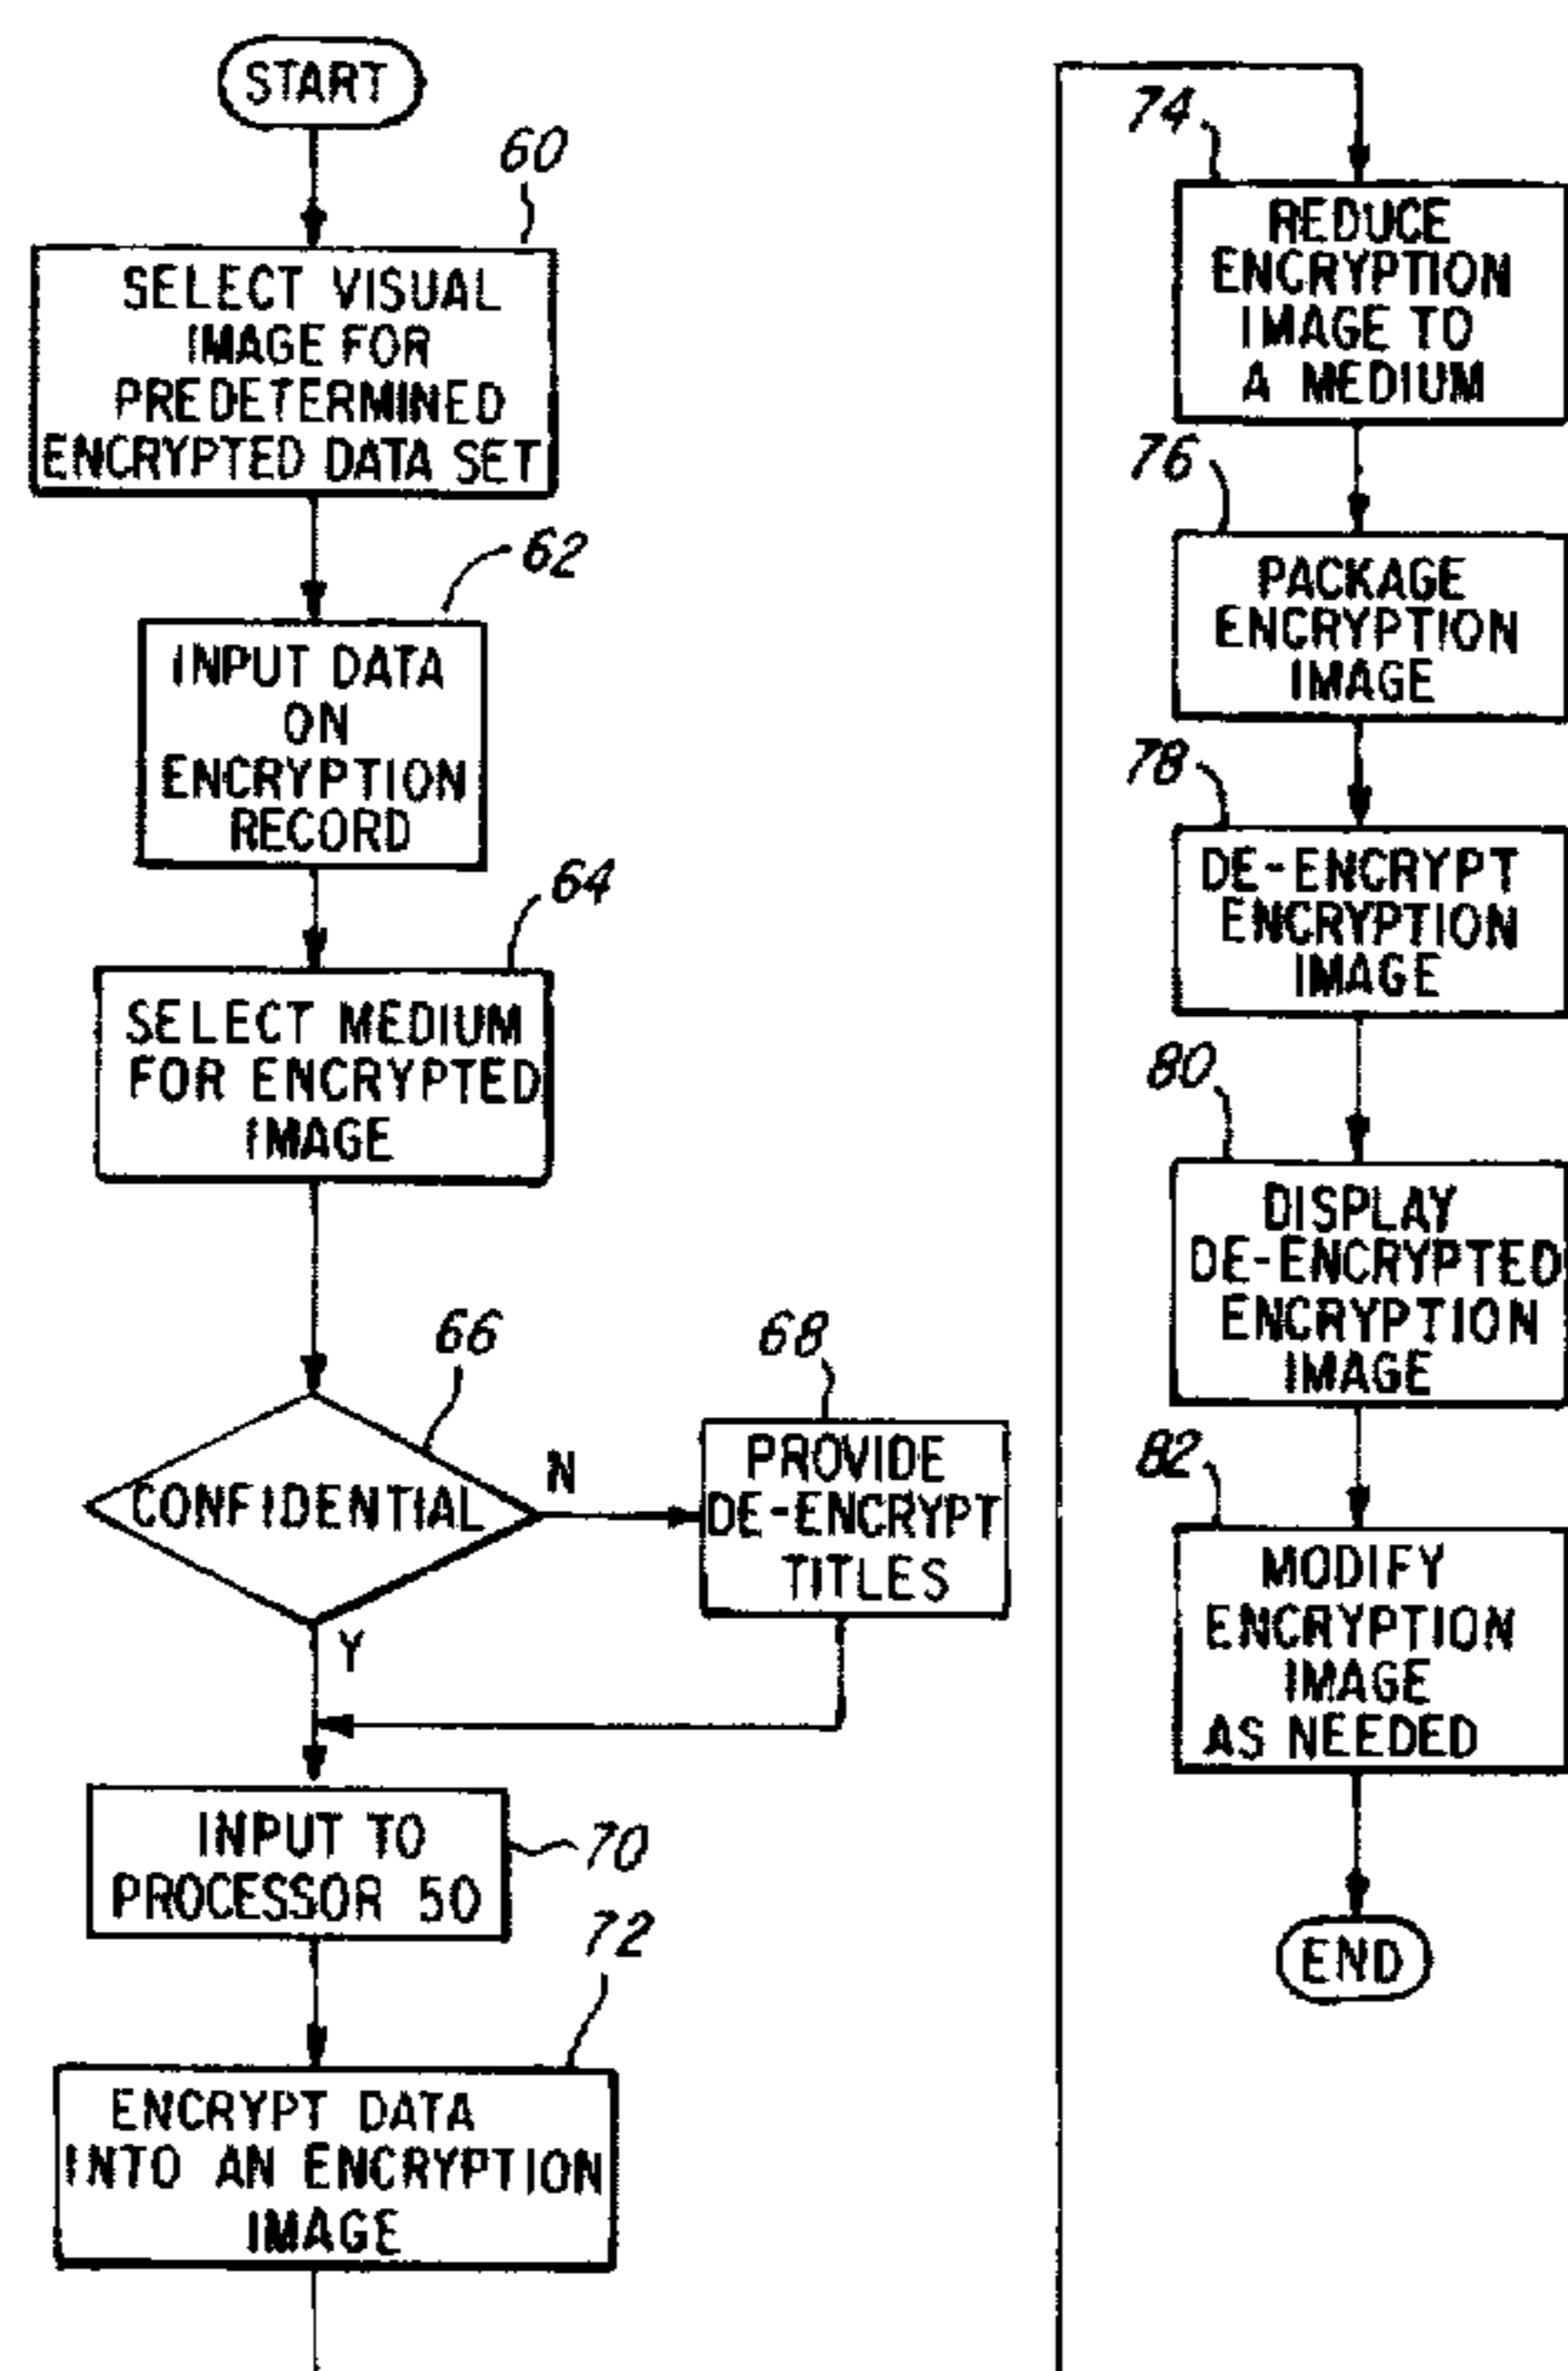 START
60
SELECT VISUAL
IMAGE FOR
PREDETERMINED
ENCRYPTED DATA SET
62
INPUT DATA
ON
ENCRYPTION
RECORD
64
SELECT MEDIUM
FOR ENCRYPTED
IMAGE
66
CONFIDENTIAL
N
Y
68
PROVIDE
DE-ENCRYPT
TITLES
70
INPUT TO
PROCESSOR 50
72
ENCRYPT DATA
INTO AN ENCRYPTION
IMAGE
74
REDUCE
ENCRYPTION
IMAGE TO
A MEDIUM
76
PACKAGE
ENCRYPTION
IMAGE
78
DE-ENCRYPT
ENCRYPTION
IMAGE
80
DISPLAY
DE-ENCRYPTED
ENCRYPTION
IMAGE
82
MODIFY
ENCRYPTION
IMAGE
AS NEEDED
END